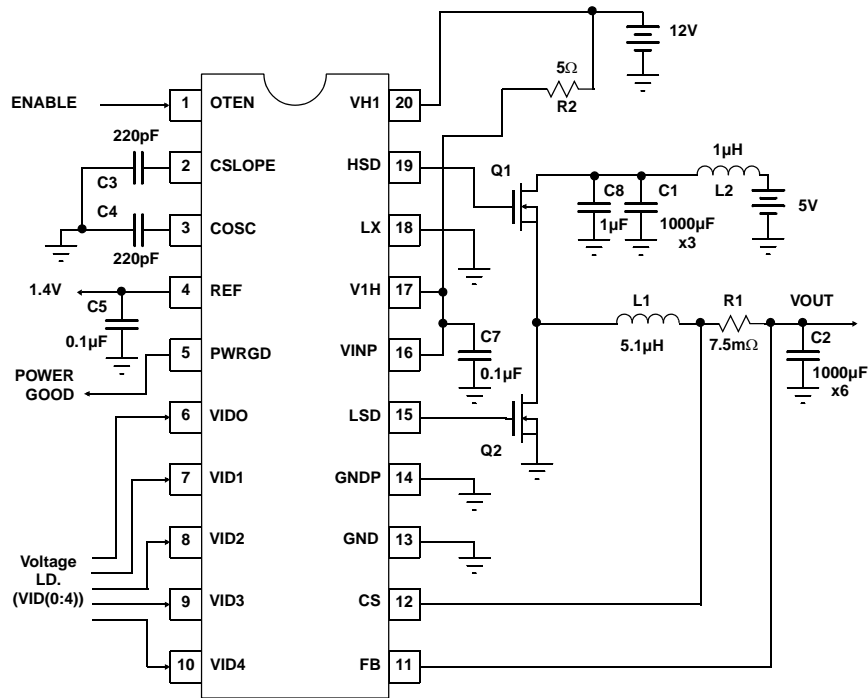 12V
5Ω
R2
ENABLE
1 OTEN
VH1 20
220pF
C3
2 CSLOPE
HSD 19
Q1
1µH
L2
5V
C8
1µF
C1
1000µF
x3
C4
220pF
3 COSC
LX 18
1.4V
C5
0.1µF
4 REF
V1H 17
L1
5.1µH
R1
7.5mΩ
VOUT
C2
1000µF
x6
5 PWRGD
VINP 16
C7
0.1µF
POWER
GOOD
6 VIDO
LSD 15
Q2
7 VID1
GNDP 14
8 VID2
GND 13
Voltage
I.D.
(VID(0:4))
9 VID3
CS 12
10 VID4
FB 11